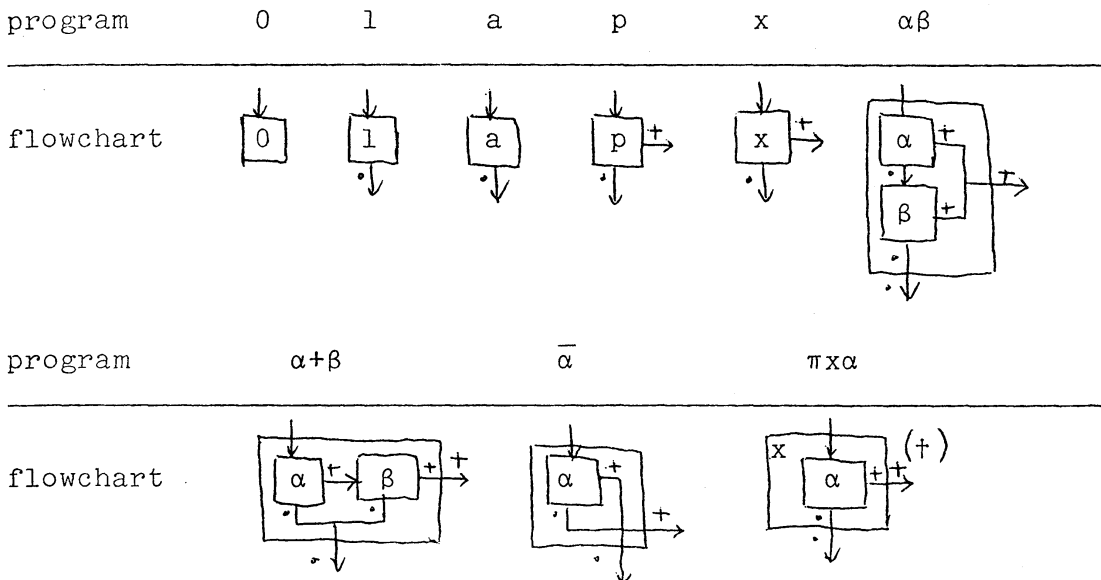 program 0 1 a p x αβ
flowchart 0 1 a p + x + α + β + +
program α+β α̅ πxα
flowchart α + β + + α + + x α + + (+)